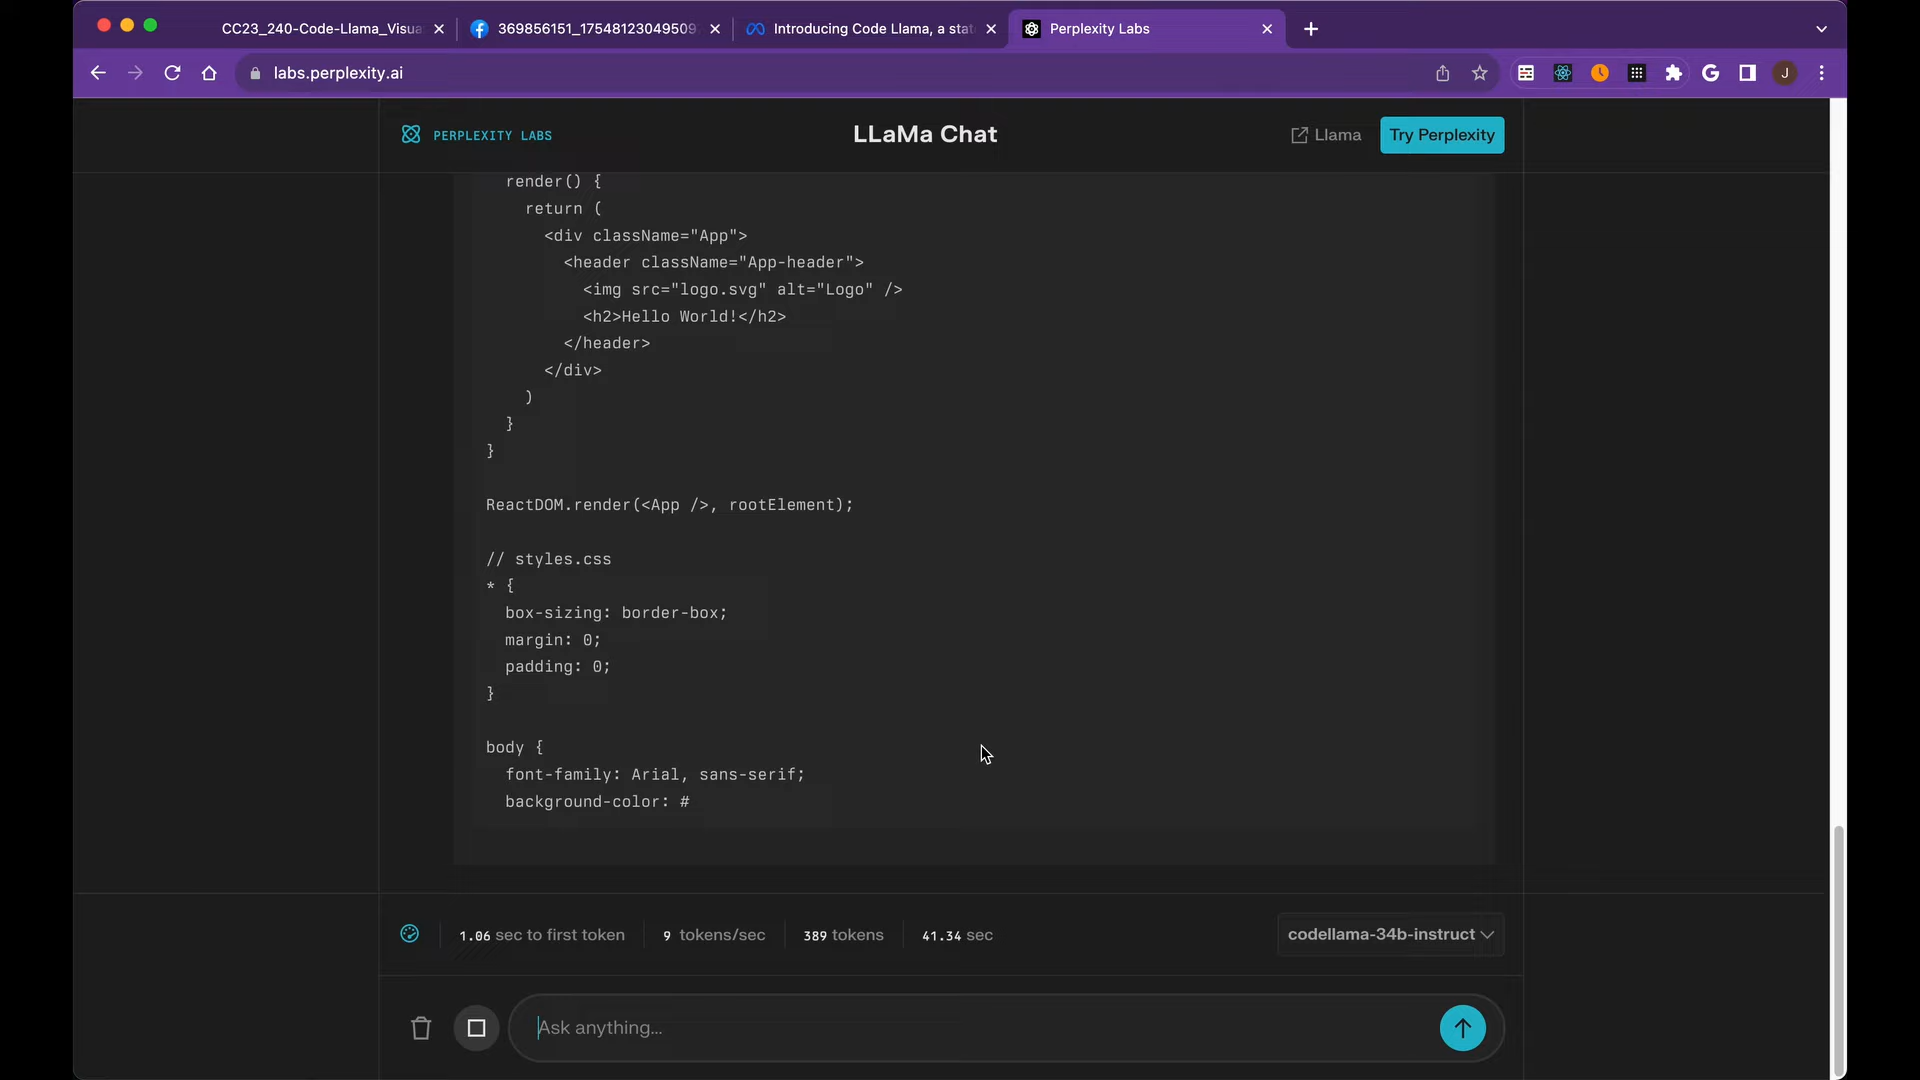 CC23_240-Code-Llama_Visua
369856151_17548123049509
Introducing Code Llama, a stat
Perplexity Labs
labs.perplexity.ai
J
PERPLEXITY LABS
LLaMa Chat
Llama
Try Perplexity
render() {
return (
<div className="App">
<header className="App-header">
<img src="logo.svg" alt="Logo" />
<h2>Hello World!</h2>
</header>
</div>
)
}
}
ReactDOM.render(<App />, rootElement);
// styles.css
* {
box-sizing: border-box;
margin: 0;
padding: 0;
}
body {
font-family: Arial, sans-serif;
background-color: #
1.06 sec to first token
9 tokens/sec
389 tokens
41.34 sec
codellama-34b-instruct
Ask anything...